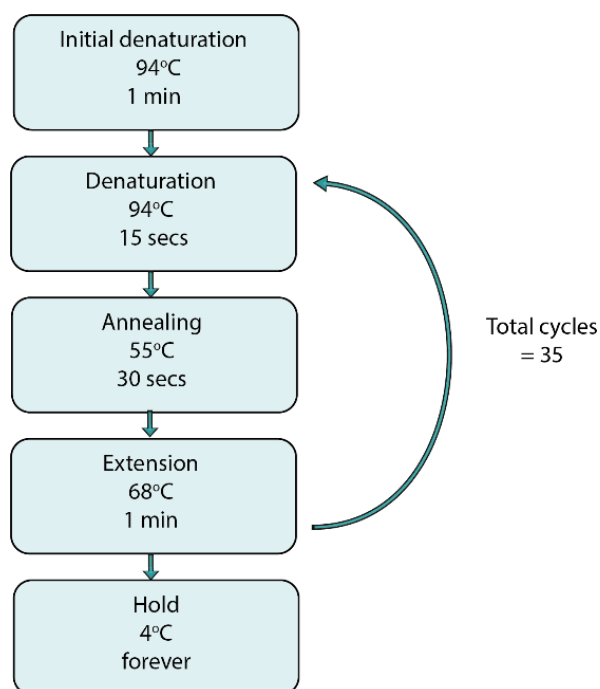 Initial denaturation
94°C
1 min
Denaturation
94°C
15 secs
Annealing
55°C
30 secs
Extension
68°C
1 min
Total cycles
= 35
Hold
4°C
forever